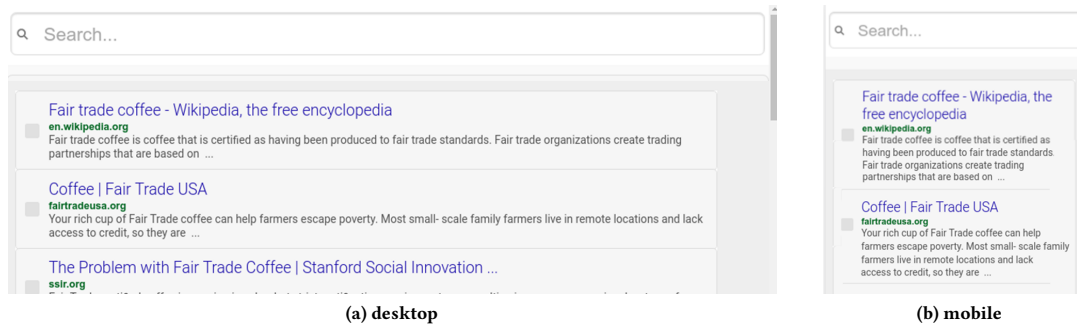 Search...
Fair trade coffee - Wikipedia, the free encyclopedia
en.wikipedia.org
Fair trade coffee is coffee that is certified as having been produced to fair trade standards. Fair trade organizations create trading
partnerships that are based on ...
Coffee | Fair Trade USA
fairtradeusa.org
Your rich cup of Fair Trade coffee can help farmers escape poverty. Most small- scale family farmers live in remote locations and lack
access to credit, so they are ...
The Problem with Fair Trade Coffee | Stanford Social Innovation ...
ssir.org
(a) desktop
Search...
Fair trade coffee - Wikipedia, the
free encyclopedia
en.wikipedia.org
Fair trade coffee is coffee that is certified as
having been produced to fair trade standards.
Fair trade organizations create trading
partnerships that are based on ...
Coffee | Fair Trade USA
fairtradeusa.org
Your rich cup of Fair Trade coffee can help
farmers escape poverty. Most small- scale family
farmers live in remote locations and lack
access to credit, so they are ...
(b) mobile